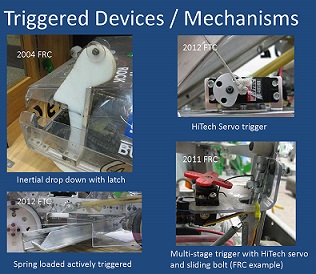 Triggered Devices / Mechanisms
2004 FRC
Inertial drop down with latch
2012 FTC
HiTech Servo trigger
2012 FTC
Spring loaded actively triggered
2011 FRC
Multi-stage trigger with HiTech servo
and sliding bolt (FRC example)